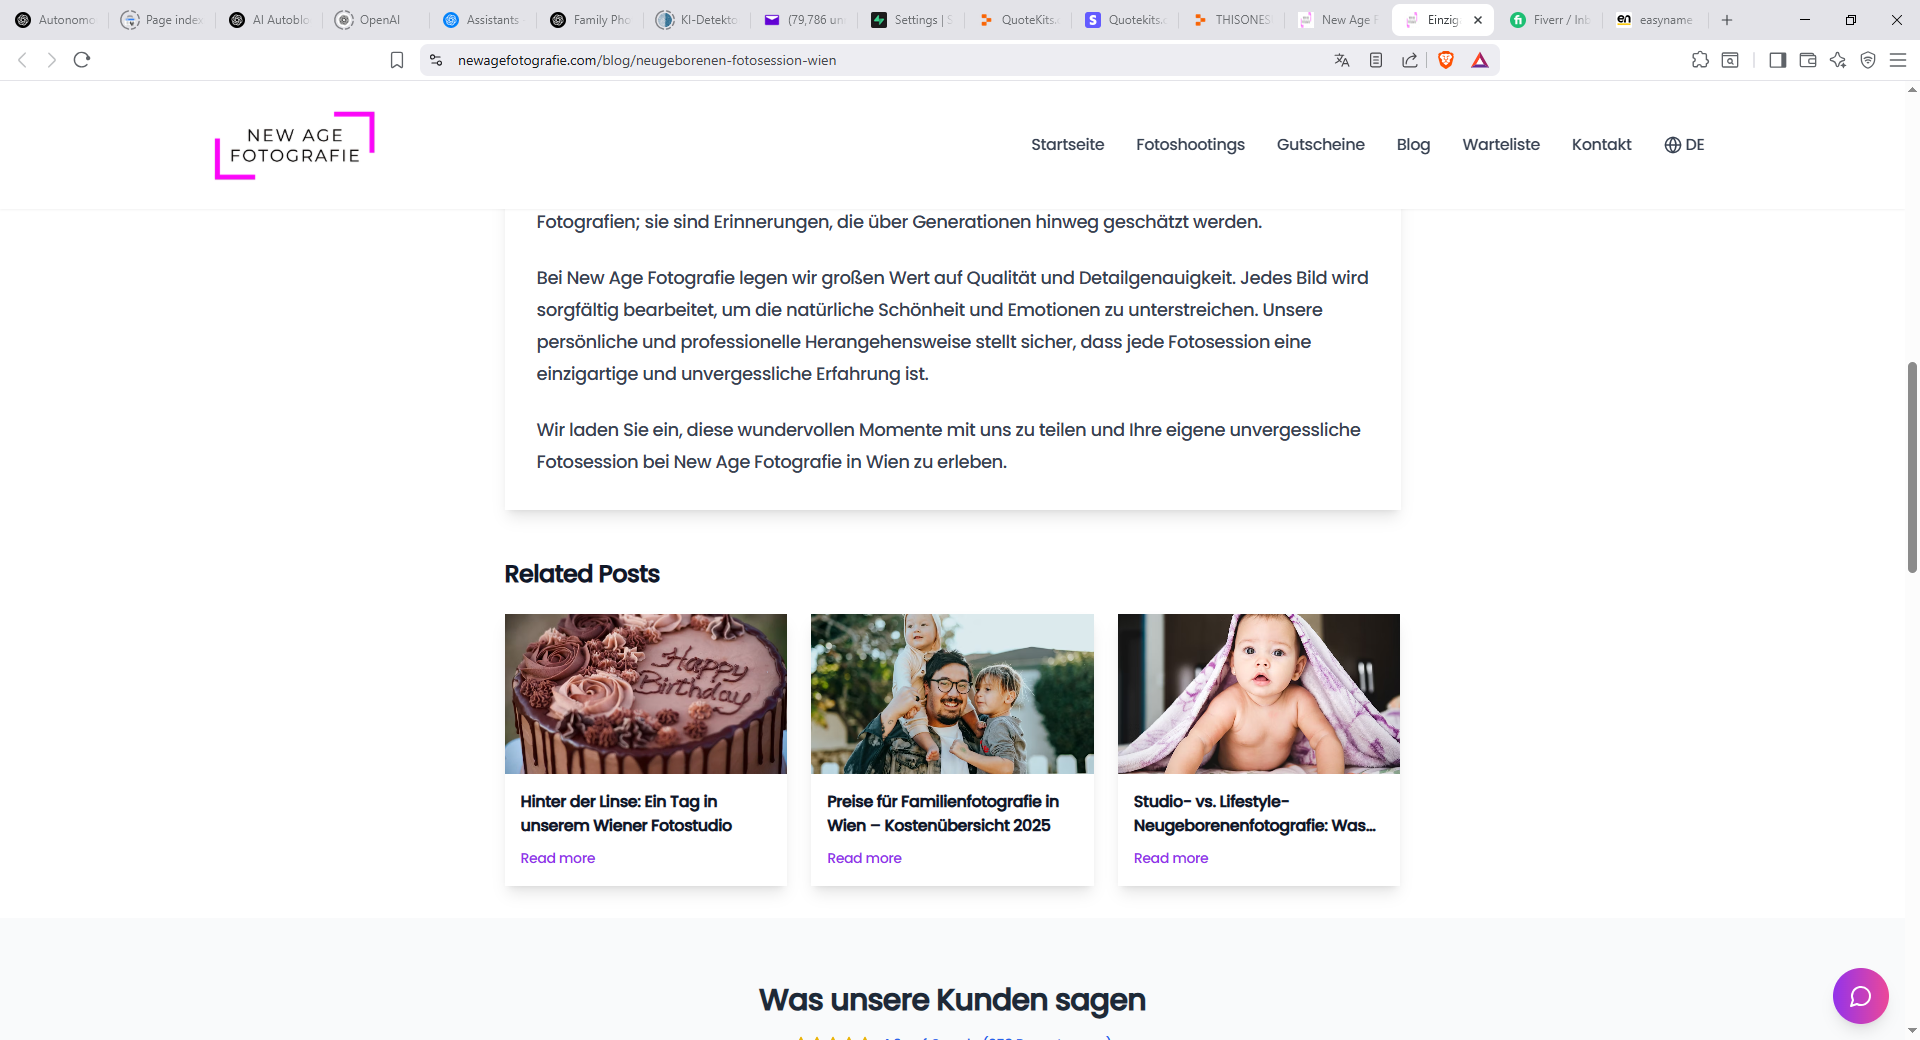 Autonomo
Page index
AI Autoblo
OpenAI
Assistants
Family Pho
KI-Detekto
(79,786 un
Settings | S
QuoteKits.c
Quotekits.c
THISONES
New Age F
Einzig
Fiverr / Inb
easyname
newagefotografie.com/blog/neugeborenen-fotosession-wien
NEW AGE
FOTOGRAFIE
Startseite
Fotoshootings
Gutscheine
Blog
Warteliste
Kontakt
DE
Fotografien; sie sind Erinnerungen, die über Generationen hinweg geschätzt werden.
Bei New Age Fotografie legen wir großen Wert auf Qualität und Detailgenauigkeit. Jedes Bild wird
sorgfältig bearbeitet, um die natürliche Schönheit und Emotionen zu unterstreichen. Unsere
persönliche und professionelle Herangehensweise stellt sicher, dass jede Fotosession eine
einzigartige und unvergessliche Erfahrung ist.
Wir laden Sie ein, diese wundervollen Momente mit uns zu teilen und Ihre eigene unvergessliche
Fotosession bei New Age Fotografie in Wien zu erleben.
Related Posts
Happy
Birthday
Hinter der Linse: Ein Tag in
unserem Wiener Fotostudio
Read more
Preise für Familienfotografie in
Wien – Kostenübersicht 2025
Read more
Studio- vs. Lifestyle-
Neugeborenenfotografie: Was...
Read more
Was unsere Kunden sagen